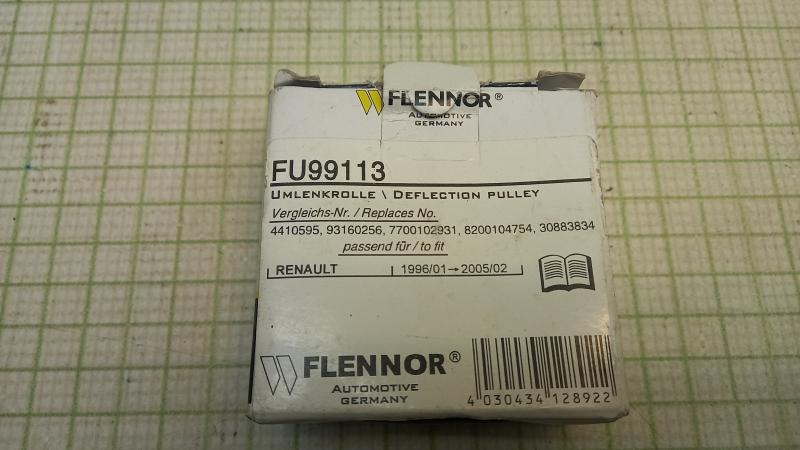 FLENNOR®
AUTOMOTIVE
GERMANY
FU99113
UMLENKROLLE \ DEFLECTION PULLEY
Vergleichs-Nr. / Replaces No.
4410595, 93160256, 7700102931, 8200104754, 30883834
passend für / to fit
RENAULT 1996/01→2005/02
FLENNOR®
AUTOMOTIVE
GERMANY
4 030434 128922